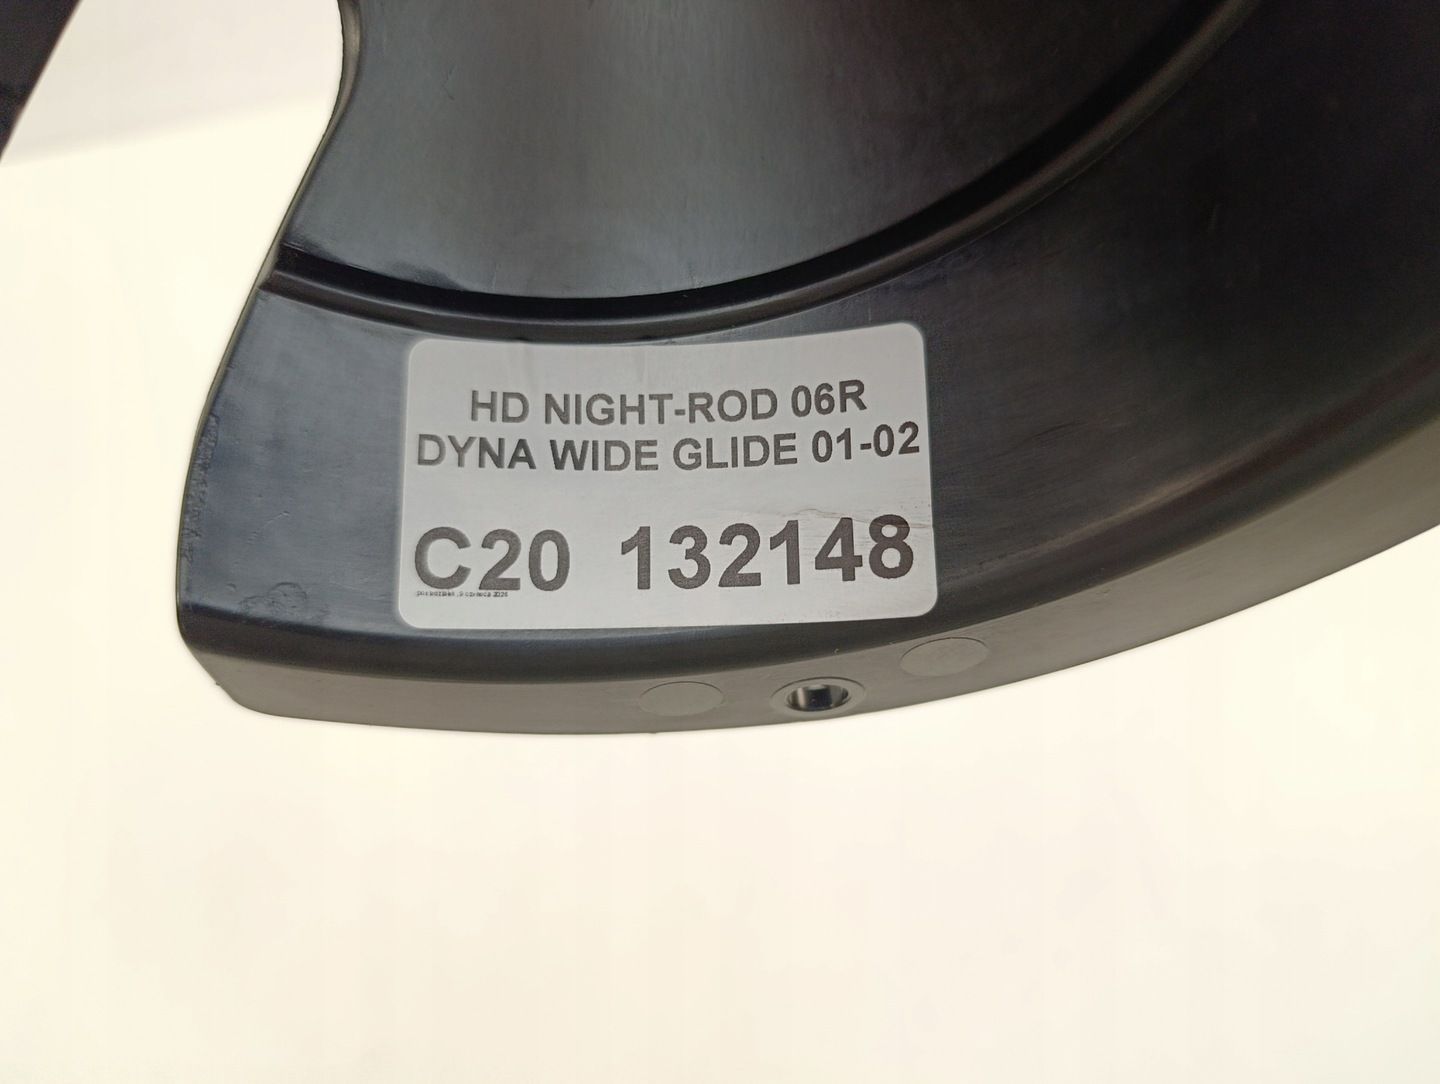 HD NIGHT-ROD 06R
DYNA WIDE GLIDE 01-02
C20 132148